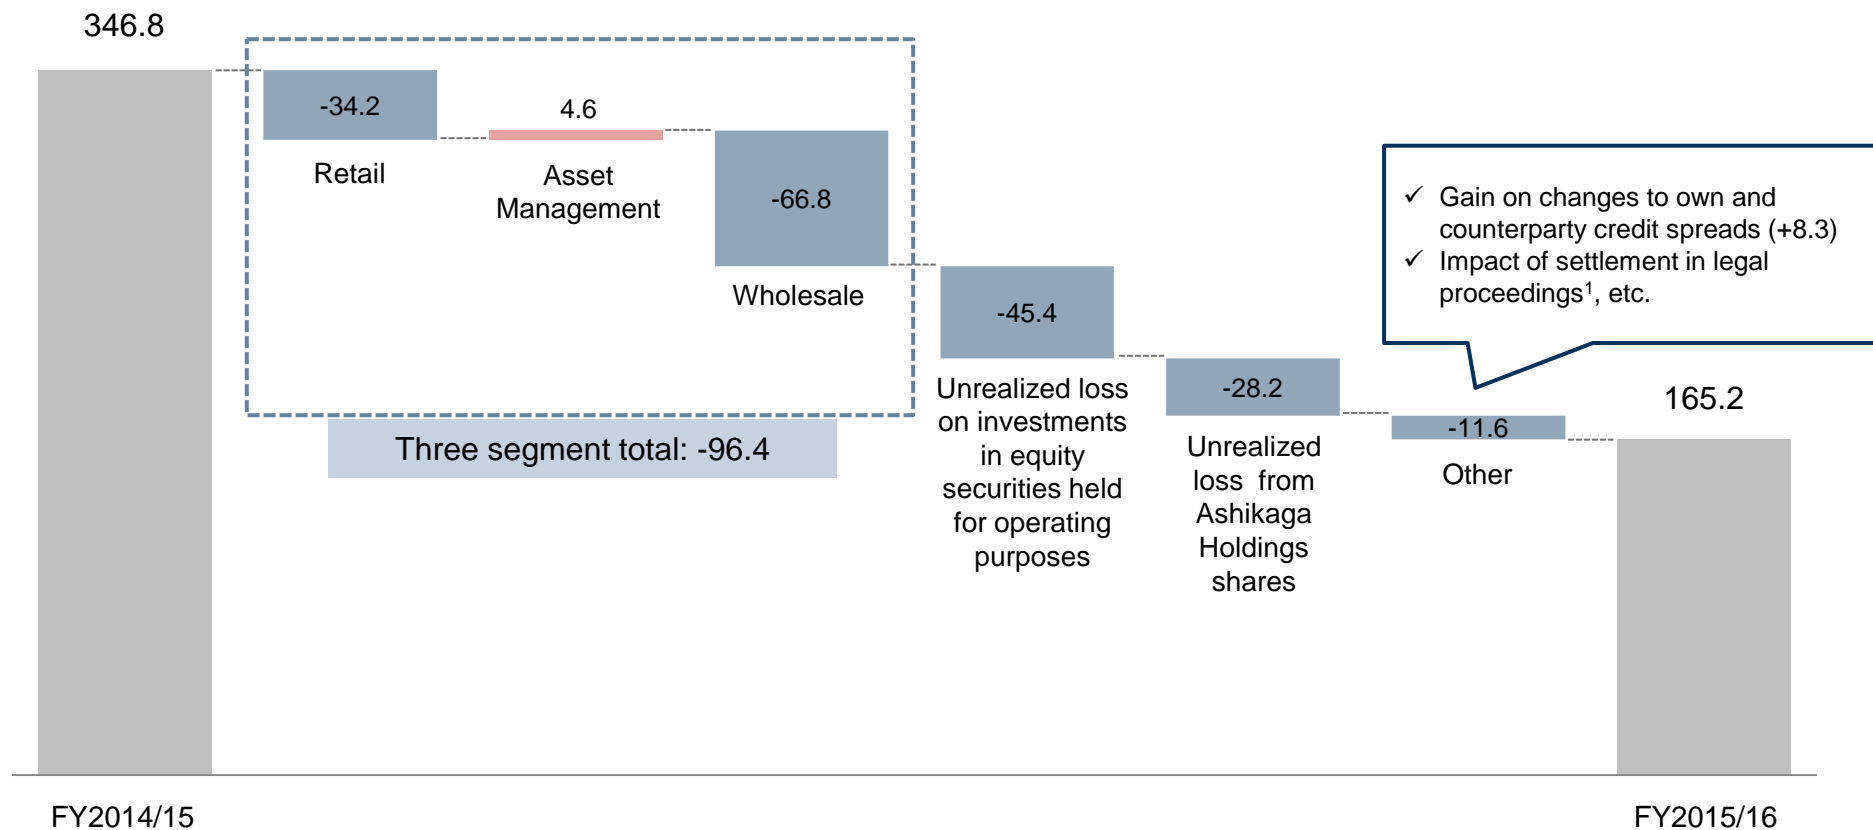 346.8
-34.2
Retail
4.6
Asset
Management
-66.8
Wholesale
Three segment total: -96.4
-45.4
Unrealized loss
on investments
in equity
securities held
for operating
purposes
-28.2
Unrealized
loss from
Ashikaga
Holdings
shares
✓ Gain on changes to own and
counterparty credit spreads (+8.3)
✓ Impact of settlement in legal
proceedings¹, etc.
-11.6
Other
165.2
FY2014/15
FY2015/16